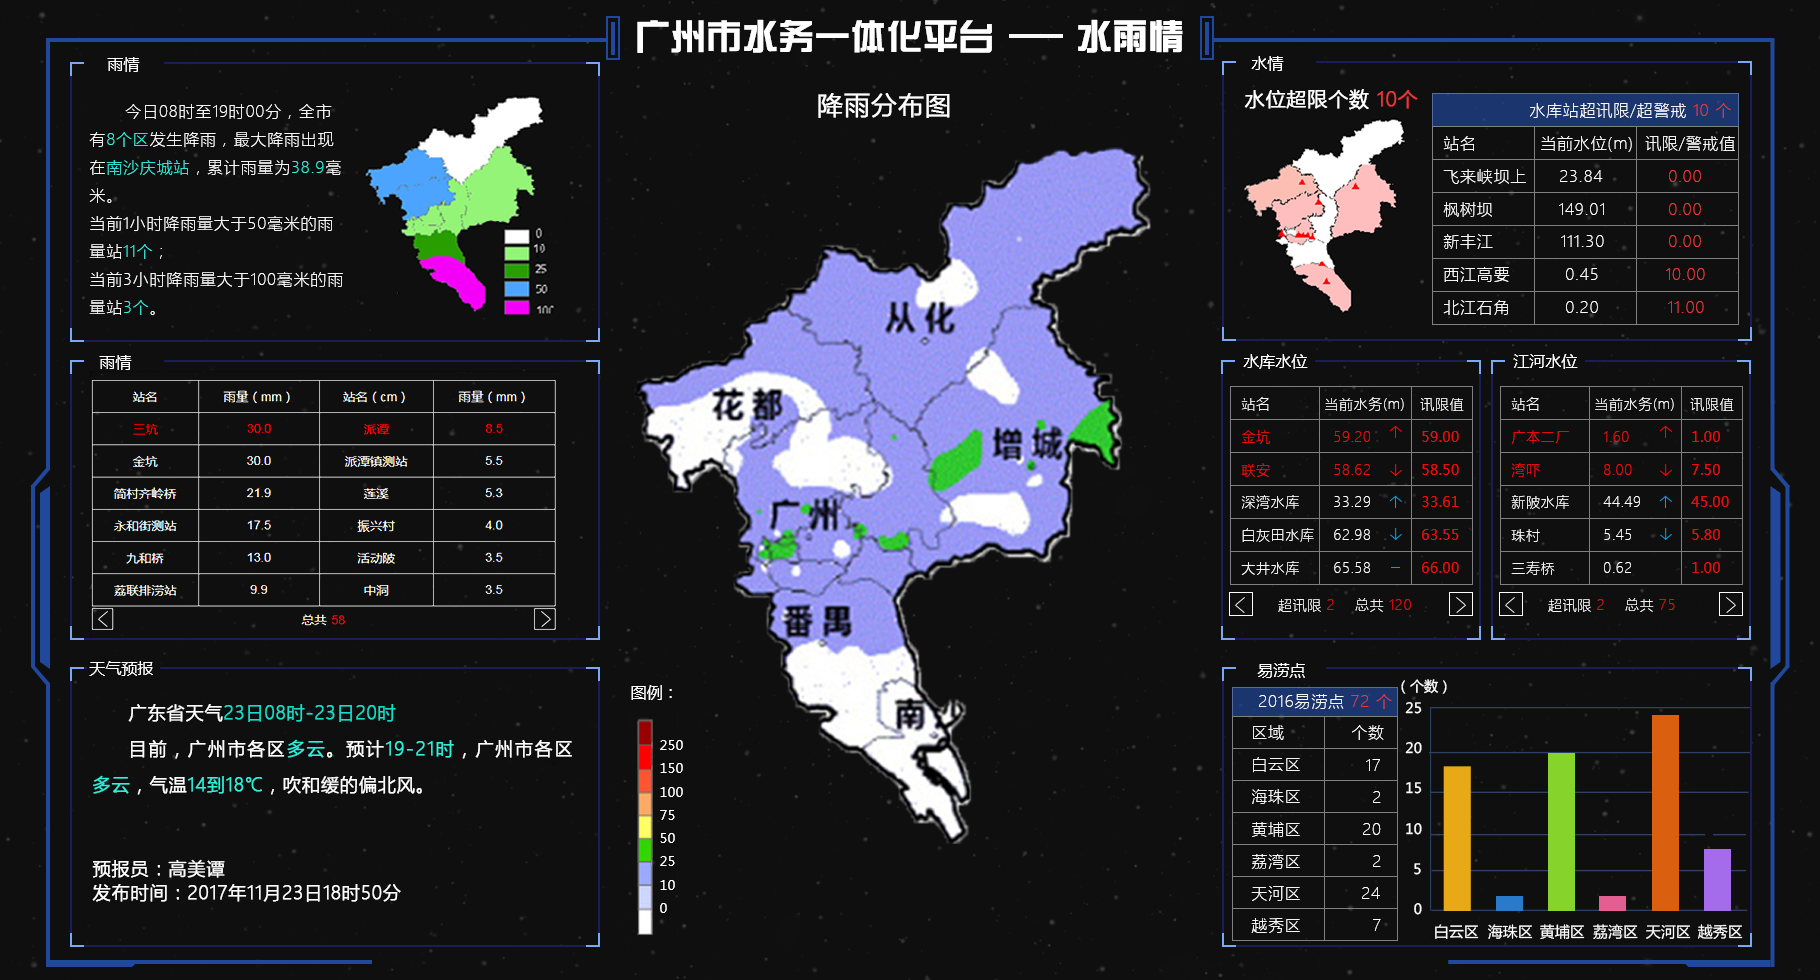 广州市水务一体化平台 —— 水雨情
雨情
今日08时至19时00分，全市
有8个区发生降雨，最大降雨出现
在南沙庆城站，累计雨量为38.9毫
米。
当前1小时降雨量大于50毫米的雨
量站11个；
当前3小时降雨量大于100毫米的雨
量站3个。
0
10
25
50
100
雨情
站名 雨量（mm） 站名（cm） 雨量（mm）
三坑 30.0 派潭 8.5
金坑 30.0 派潭镇测站 5.5
简村齐岭桥 21.9 莲溪 5.3
永和街测站 17.5 振兴村 4.0
九和桥 13.0 活动陂 3.5
荔联排涝站 9.9 中洞 3.5
< 总共 58 >
天气预报
广东省天气23日08时-23日20时
目前，广州市各区多云。预计19-21时，广州市各区
多云，气温14到18℃，吹和缓的偏北风。
预报员：高美谭
发布时间：2017年11月23日18时50分
降雨分布图
从化
花都
增城
广州
番禺
南
图例：
250
150
100
75
50
25
10
0
水情
水位超限个数 10个
水库站超讯限/超警戒 10 个
站名 当前水位(m) 讯限/警戒值
飞来峡坝上 23.84 0.00
枫树坝 149.01 0.00
新丰江 111.30 0.00
西江高要 0.45 10.00
北江石角 0.20 11.00
水库水位
站名 当前水务(m) 讯限值
金坑 59.20 ↑ 59.00
联安 58.62 ↓ 58.50
深湾水库 33.29 ↑ 33.61
白灰田水库 62.98 ↓ 63.55
大井水库 65.58 – 66.00
< 超讯限 2 总共 120 >
江河水位
站名 当前水务(m) 讯限值
广本二厂 1.60 ↑ 1.00
湾吓 8.00 ↓ 7.50
新陂水库 44.49 ↑ 45.00
珠村 5.45 ↓ 5.80
三寿桥 0.62 1.00
< 超讯限 2 总共 75 >
易涝点
2016易涝点 72 个
区域 个数
白云区 17
海珠区 2
黄埔区 20
荔湾区 2
天河区 24
越秀区 7
（个数）
25
20
15
10
5
0
白云区 海珠区 黄埔区 荔湾区 天河区 越秀区